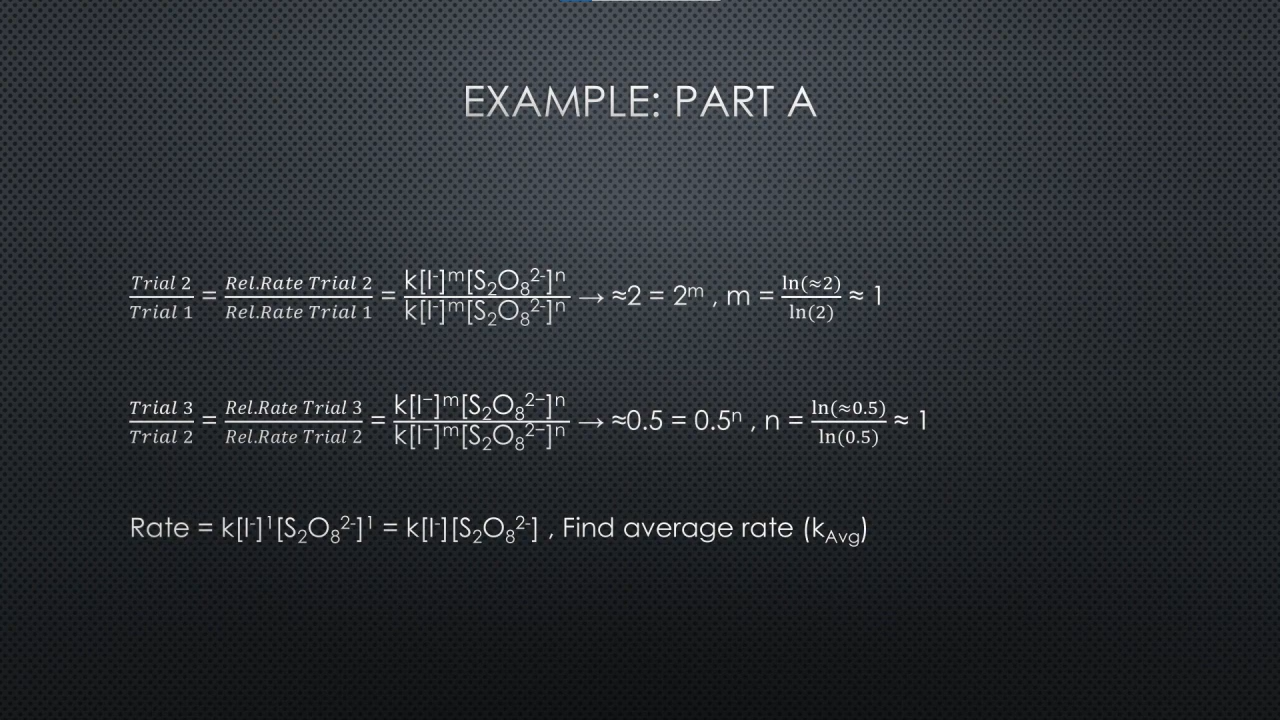 EXAMPLE: PART A
Trial 2/Trial 1 = Rel.Rate Trial 2/Rel.Rate Trial 1 = k[I⁻]ᵐ[S₂O₈²⁻]ⁿ/k[I⁻]ᵐ[S₂O₈²⁻]ⁿ → ≈2 = 2ᵐ , m = ln(≈2)/ln(2) ≈ 1
Trial 3/Trial 2 = Rel.Rate Trial 3/Rel.Rate Trial 2 = k[I⁻]ᵐ[S₂O₈²⁻]ⁿ/k[I⁻]ᵐ[S₂O₈²⁻]ⁿ → ≈0.5 = 0.5ⁿ , n = ln(≈0.5)/ln(0.5) ≈ 1
Rate = k[I⁻]¹[S₂O₈²⁻]¹ = k[I⁻][S₂O₈²⁻] , Find average rate (k_Avg)